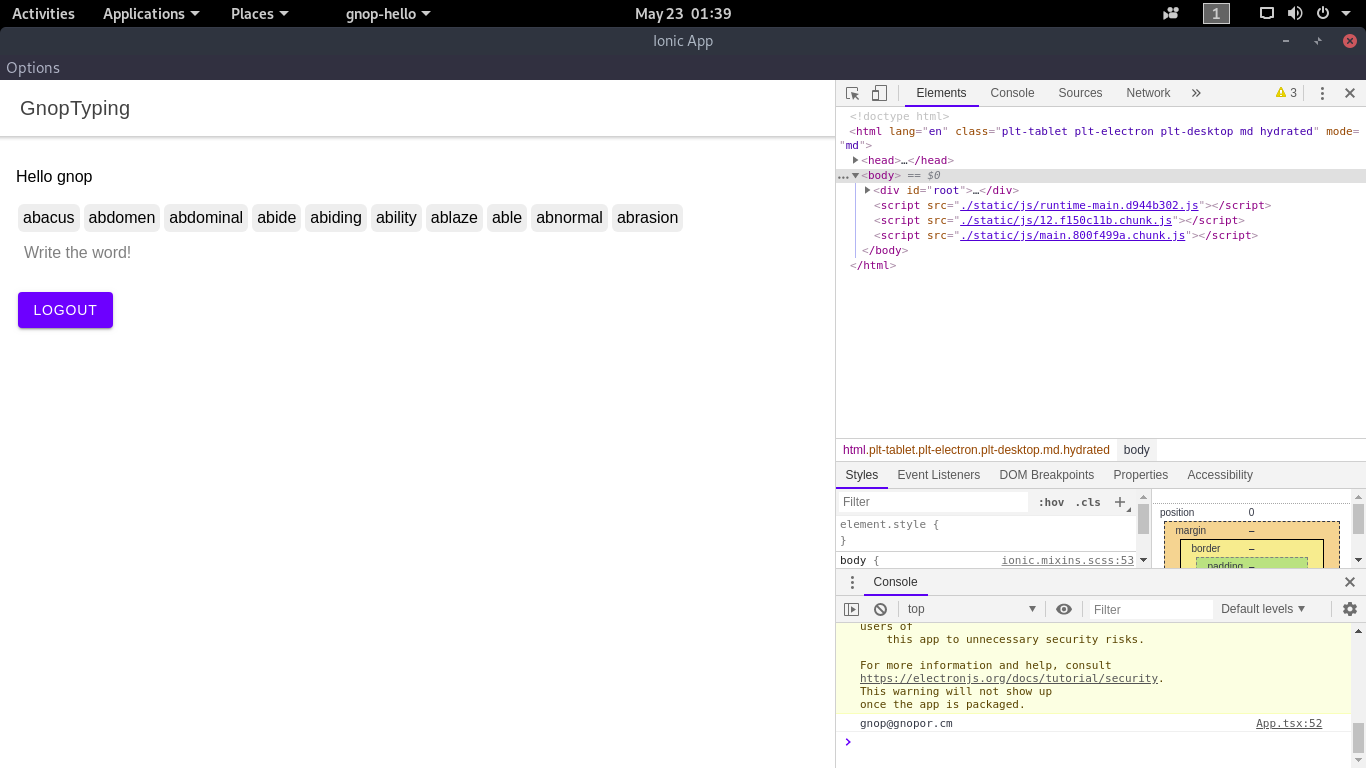 Activities Applications Places gnop-hello May 23 01:39 1
Ionic App
Options
GnopTyping
Hello gnop
abacus abdomen abdominal abide abiding ability ablaze able abnormal abrasion
Write the word!
LOGOUT
Elements Console Sources Network » 3
<!doctype html>
<html lang="en" class="plt-tablet plt-electron plt-desktop md hydrated" mode=
"md">
<head>…</head>
<body> == $0
<div id="root">…</div>
<script src="./static/js/runtime-main.d944b302.js"></script>
<script src="./static/js/12.f150c11b.chunk.js"></script>
<script src="./static/js/main.800f499a.chunk.js"></script>
</body>
</html>
html.plt-tablet.plt-electron.plt-desktop.md.hydrated body
Styles Event Listeners DOM Breakpoints Properties Accessibility
Filter :hov .cls +
element.style {
}
body { ionic.mixins.scss:53
position 0
margin –
border –
padding –
Console
top Filter Default levels
users of
this app to unnecessary security risks.
For more information and help, consult
https://electronjs.org/docs/tutorial/security.
This warning will not show up
once the app is packaged.
gnop@gnopor.cm App.tsx:52
>